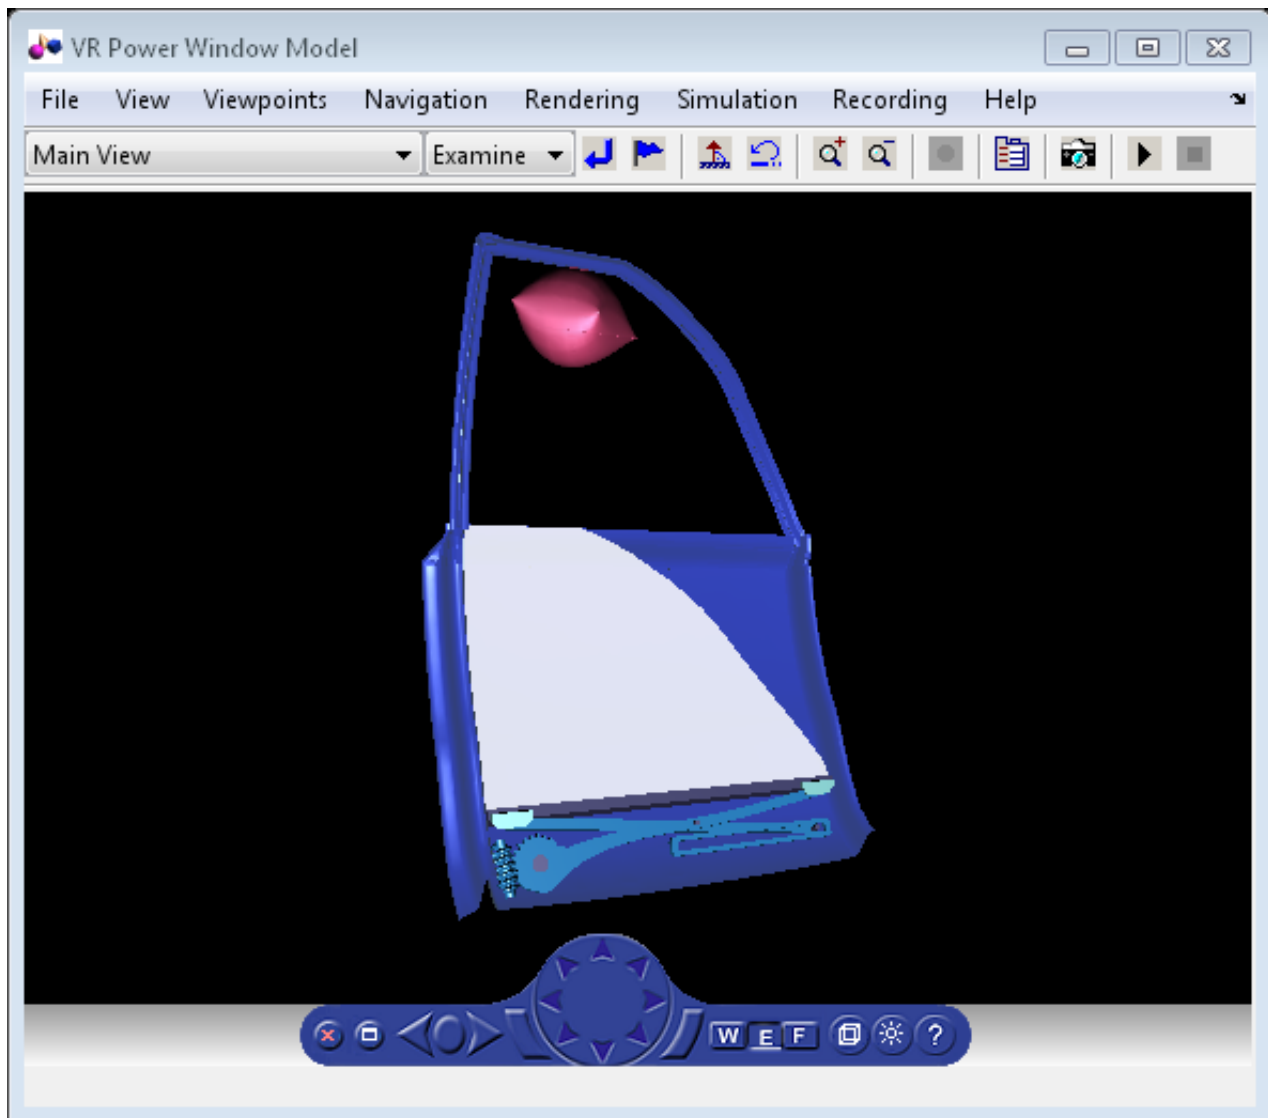 VR Power Window Model
File View Viewpoints Navigation Rendering Simulation Recording Help
Main View Examine
W E F ?